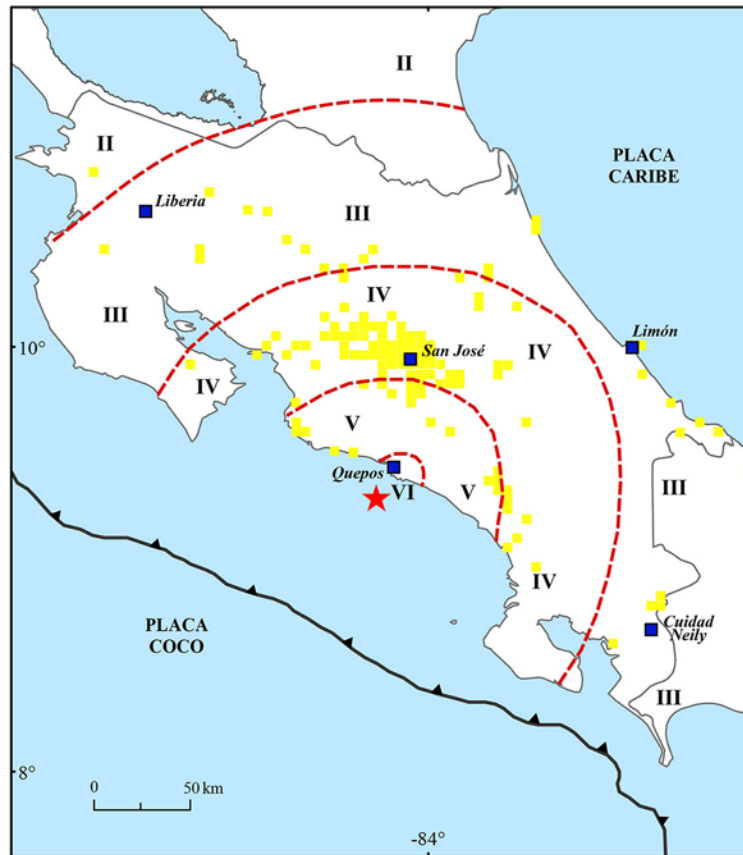 II
II
PLACA
CARIBE
Liberia
III
III
IV
Limón
10°
San José
IV
IV
V
Quepos
III
VI
V
IV
PLACA
COCO
Cuidad
Neily
III
8°
0
50 km
-84°